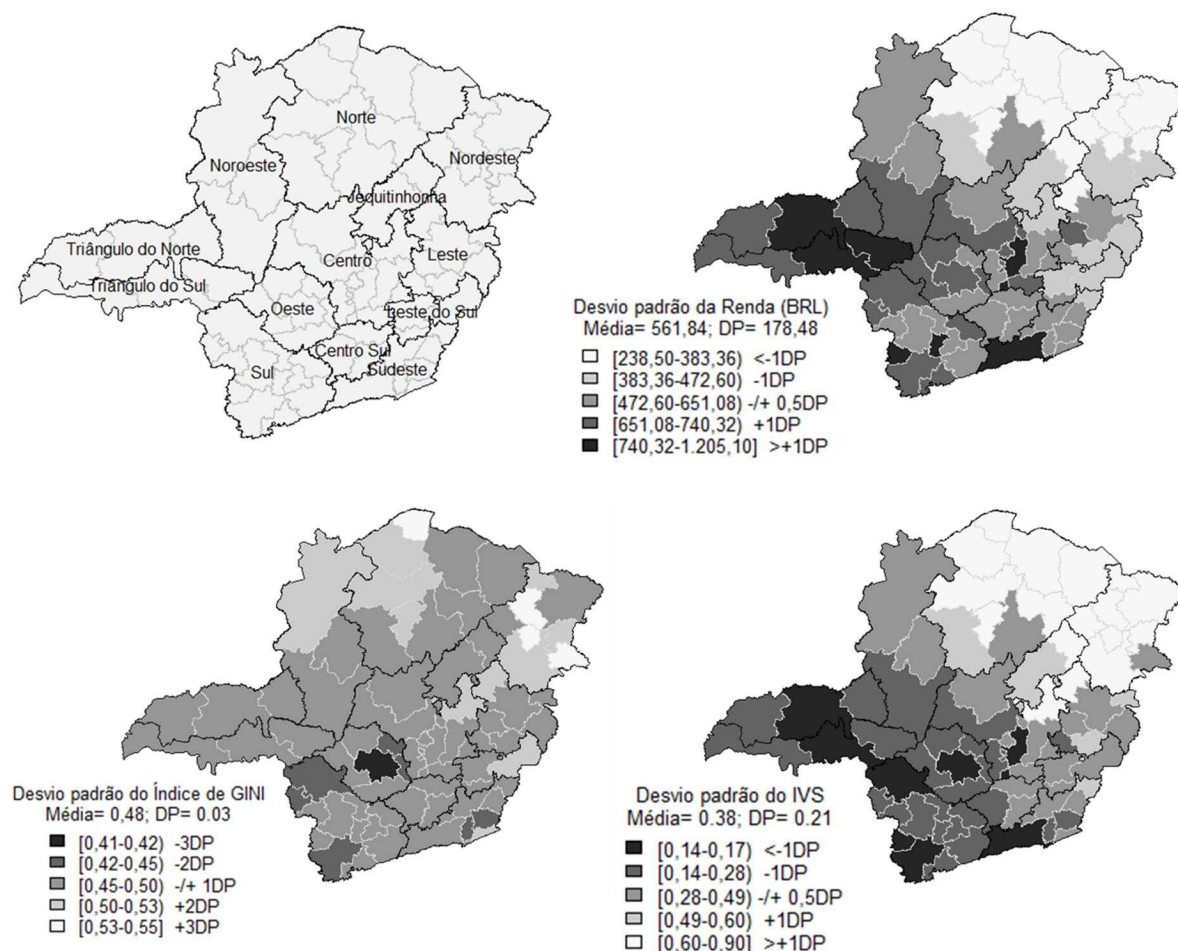 Norte
Noroeste
Nordeste
Jequitinhonha
Triângulo do Norte
Centro
Leste
Triângulo do Sul
Oeste
Leste do Sul
Centro Sul
Sul
Sudeste
Desvio padrão da Renda (BRL)
Média= 561,84; DP= 178,48
[238,50-383,36) <-1DP
[383,36-472,60) -1DP
[472,60-651,08) -/+ 0,5DP
[651,08-740,32) +1DP
[740,32-1.205,10] >+1DP
Desvio padrão do Índice de GINI
Média= 0,48; DP= 0.03
[0,41-0,42) -3DP
[0,42-0,45) -2DP
[0,45-0,50) -/+ 1DP
[0,50-0,53) +2DP
[0,53-0,55] +3DP
Desvio padrão do IVS
Média= 0.38; DP= 0.21
[0,14-0,17) <-1DP
[0,14-0,28) -1DP
[0,28-0,49) -/+ 0,5DP
[0,49-0,60) +1DP
[0,60-0,90] >+1DP